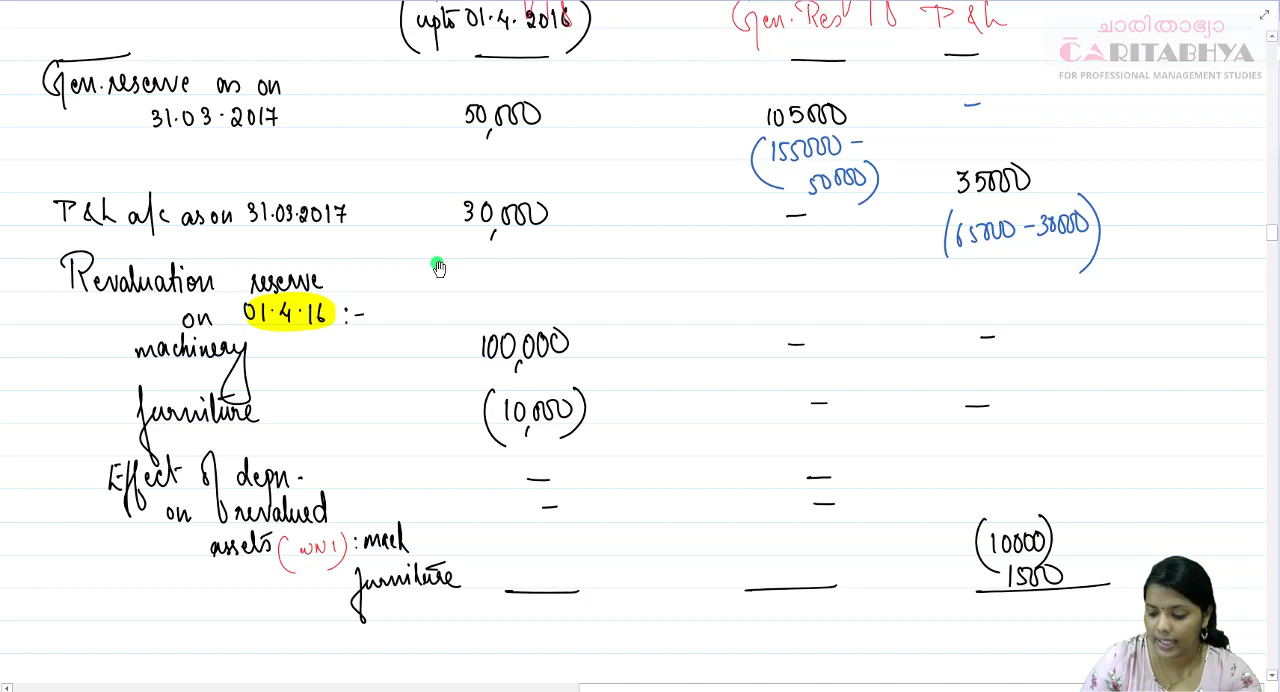 (upto 01.4.2016) Gen.Res P&L
ചാരിതാഭ്യാ
CARITABHYA
FOR PROFESSIONAL MANAGEMENT STUDIES
Gen.reserve as on
31.03.2017 50,000 105000 -
(155000 -
50000)
35000
P&L a/c as on 31.03.2017 30,000 - (65000 - 30000)
Revaluation reserve
on 01.4.16 :-
machinery 100,000 - -
furniture (10,000) - -
Effect of depn. - -
on revalued - -
assets (WN1) : mach (10000)
furniture 1500